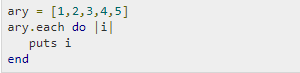 ary = [1,2,3,4,5]
ary.each do |i|
   puts i
end